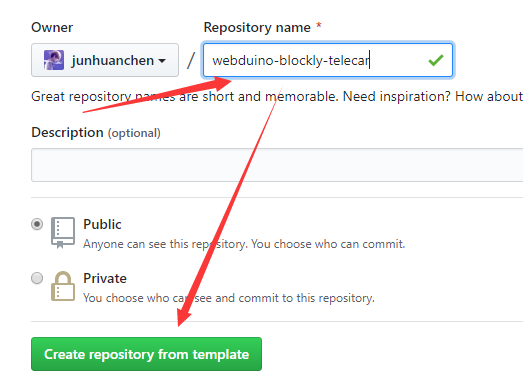 Owner Repository name *
junhuanchen / webduino-blockly-telecar
Great repository names are short and memorable. Need inspiration? How about
Description (optional)
Public
Anyone can see this repository. You choose who can commit.
Private
You choose who can see and commit to this repository.
Create repository from template